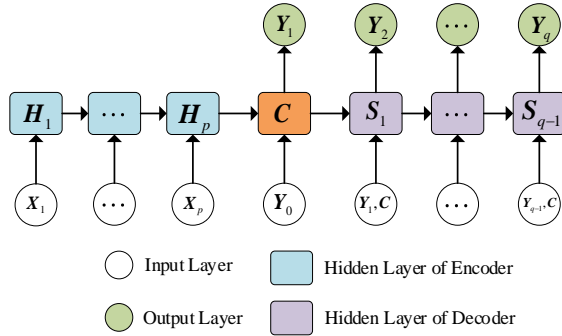 Y1 Y2 ... Yq
H1 ... Hp C S1 ... Sq-1
X1 ... Xp Y0 Y1,C ... Yq-1,C
Input Layer Hidden Layer of Encoder
Output Layer Hidden Layer of Decoder